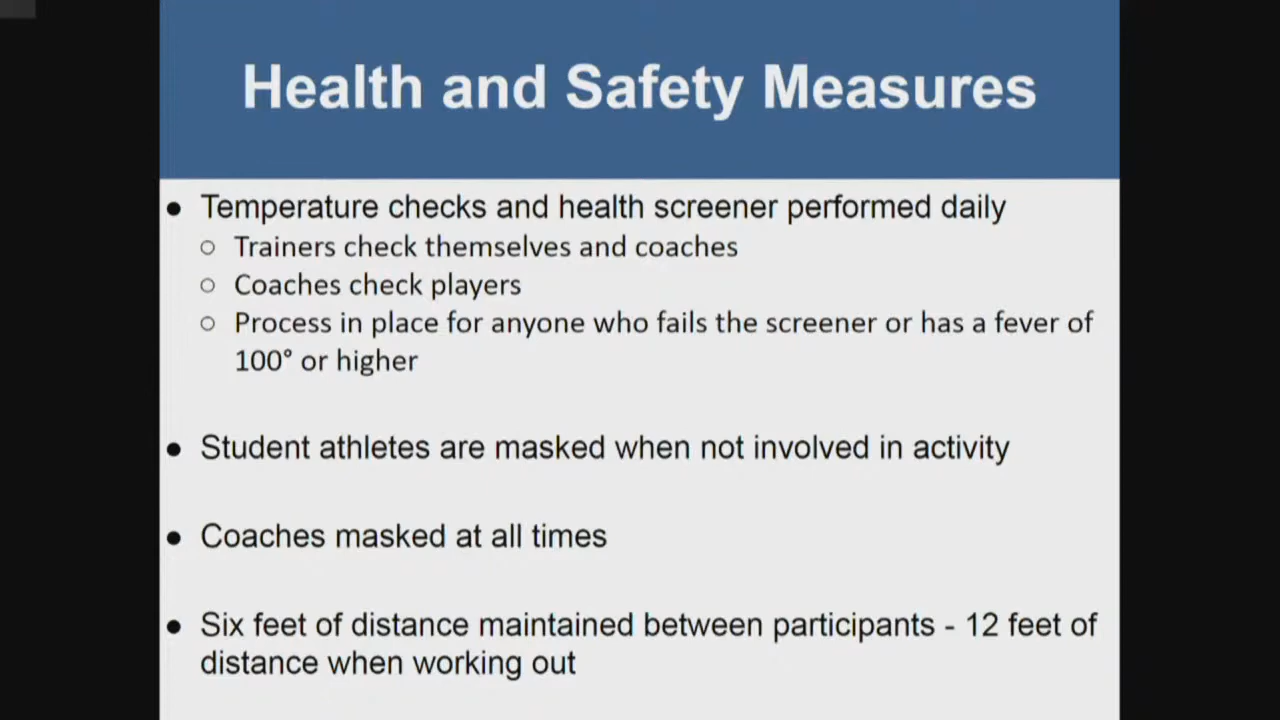 Health and Safety Measures
● Temperature checks and health screener performed daily
○ Trainers check themselves and coaches
○ Coaches check players
○ Process in place for anyone who fails the screener or has a fever of
100° or higher
● Student athletes are masked when not involved in activity
● Coaches masked at all times
● Six feet of distance maintained between participants - 12 feet of
distance when working out